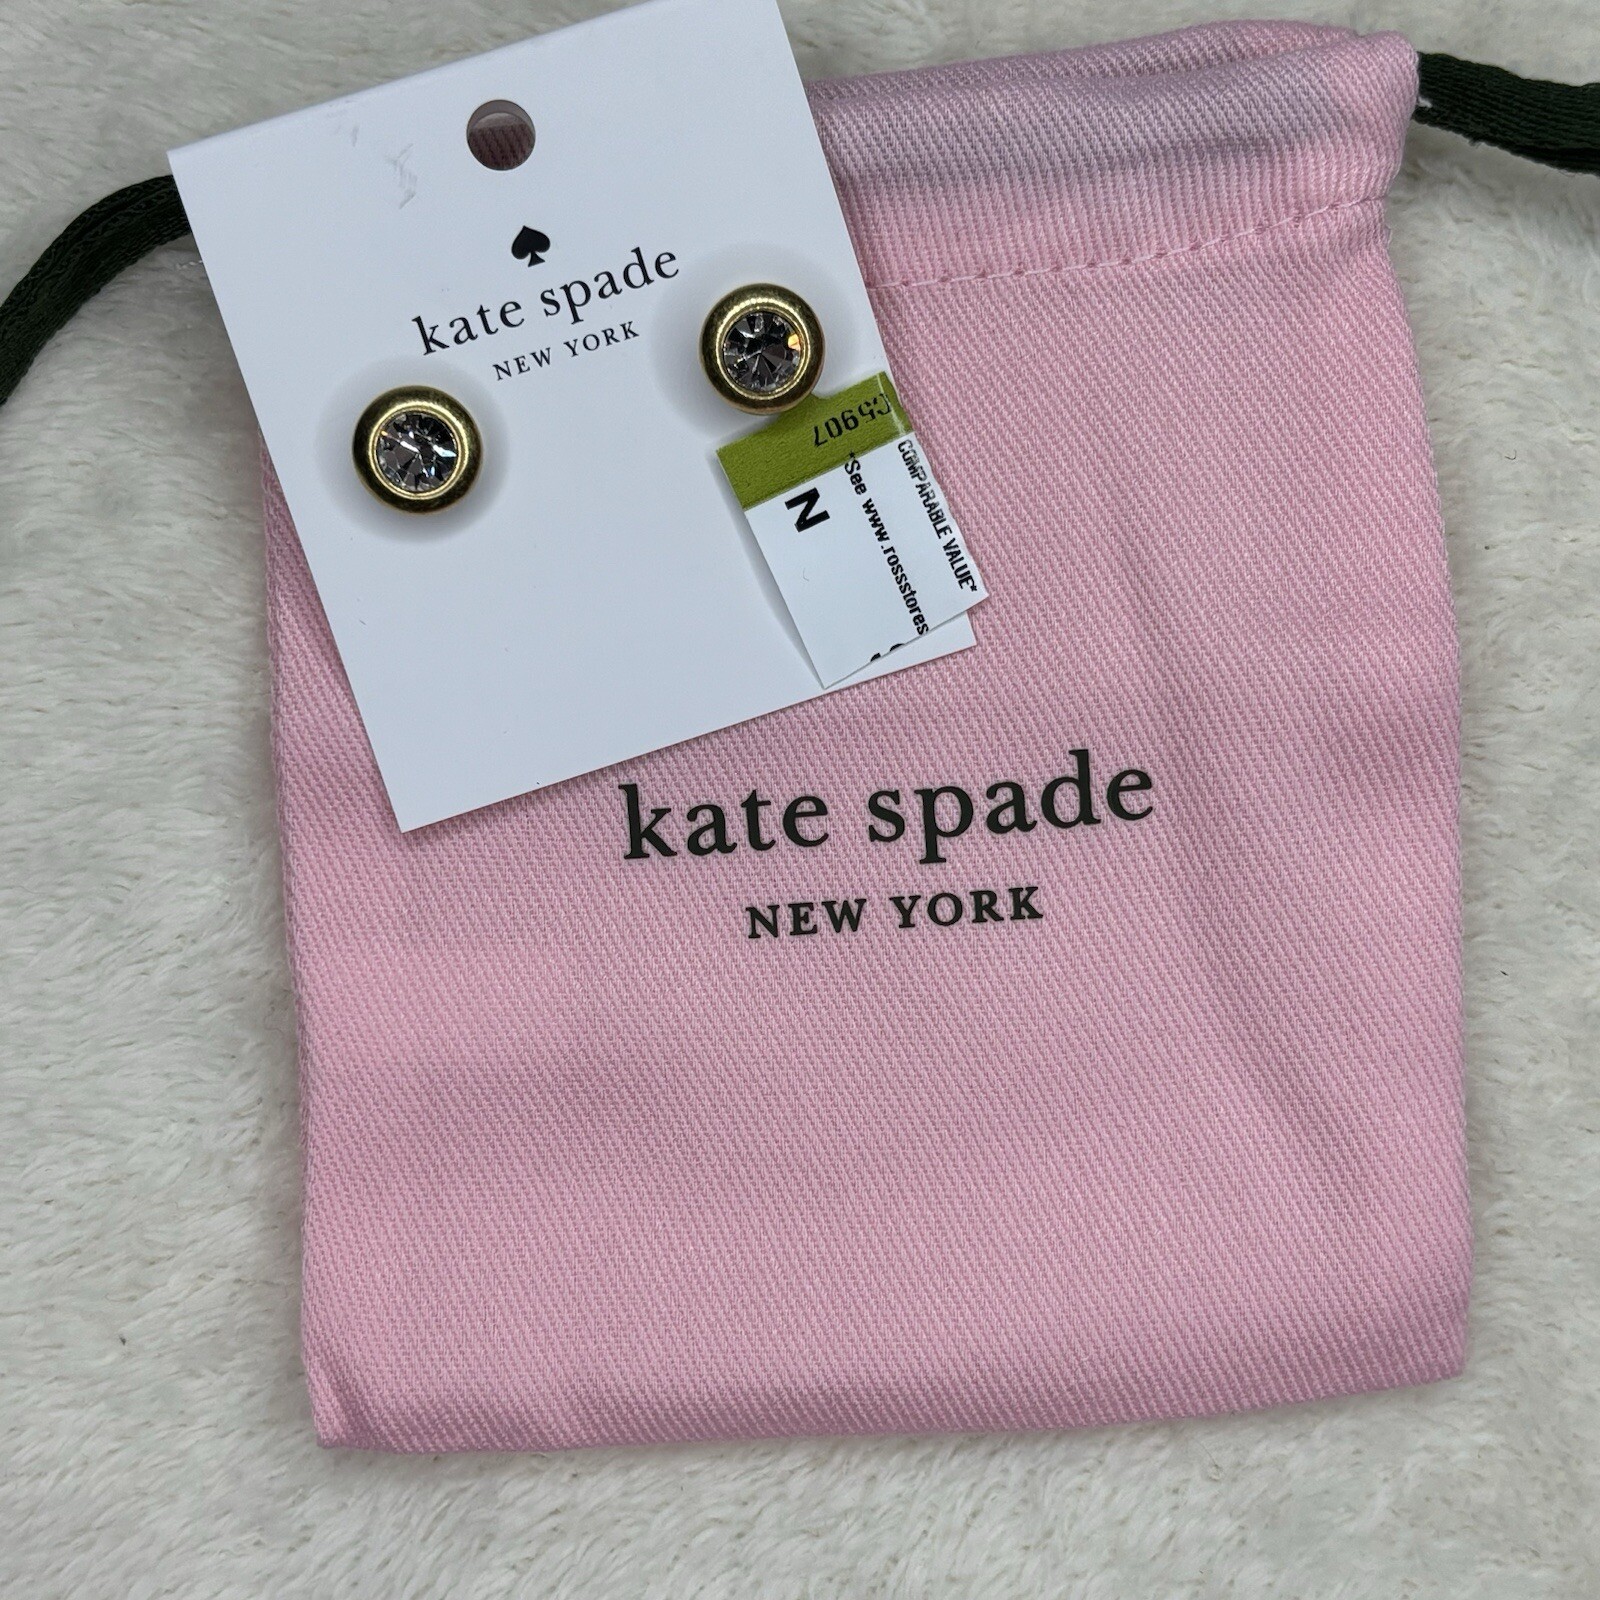 kate spade
NEW YORK
C5907
COMPARABLE VALUE*
*See www.rossstores
N
kate spade
NEW YORK